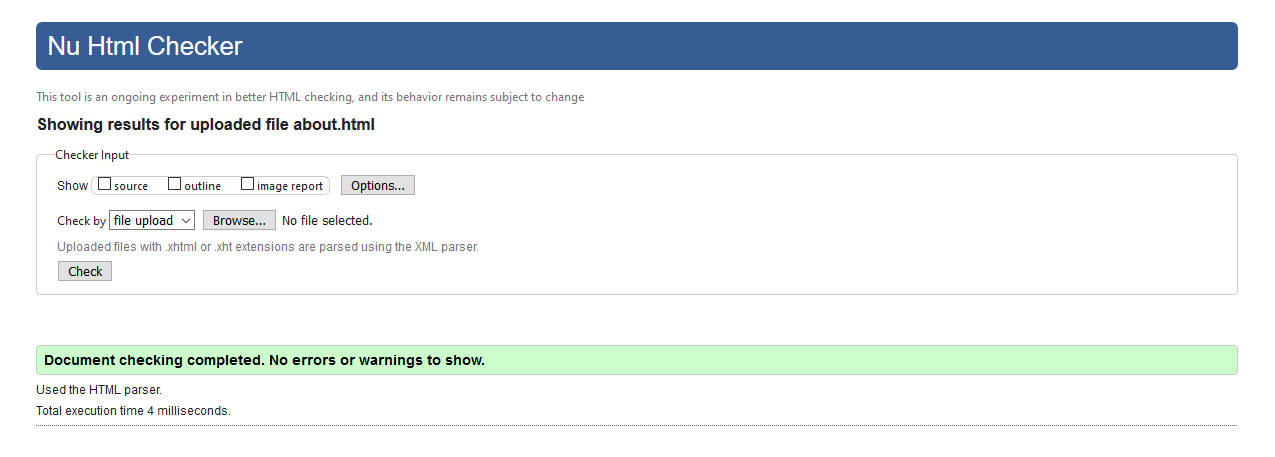 Nu Html Checker
This tool is an ongoing experiment in better HTML checking, and its behavior remains subject to change
Showing results for uploaded file about.html
Checker Input
Show source outline image report Options...
Check by file upload Browse... No file selected.
Uploaded files with .xhtml or .xht extensions are parsed using the XML parser.
Check
Document checking completed. No errors or warnings to show.
Used the HTML parser.
Total execution time 4 milliseconds.